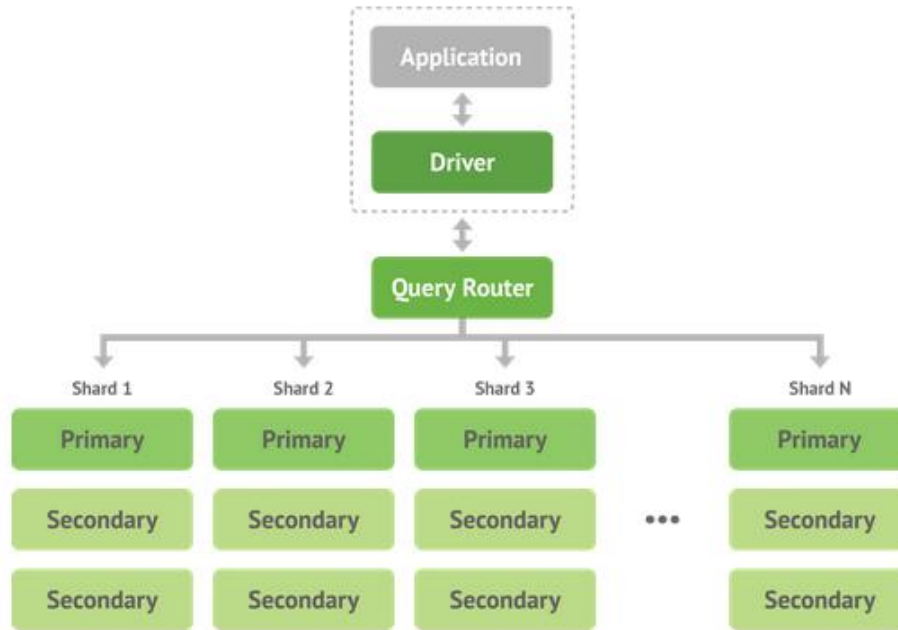 Application
Driver
Query Router
Shard 1 Shard 2 Shard 3 Shard N
Primary Primary Primary Primary
Secondary Secondary Secondary ••• Secondary
Secondary Secondary Secondary Secondary